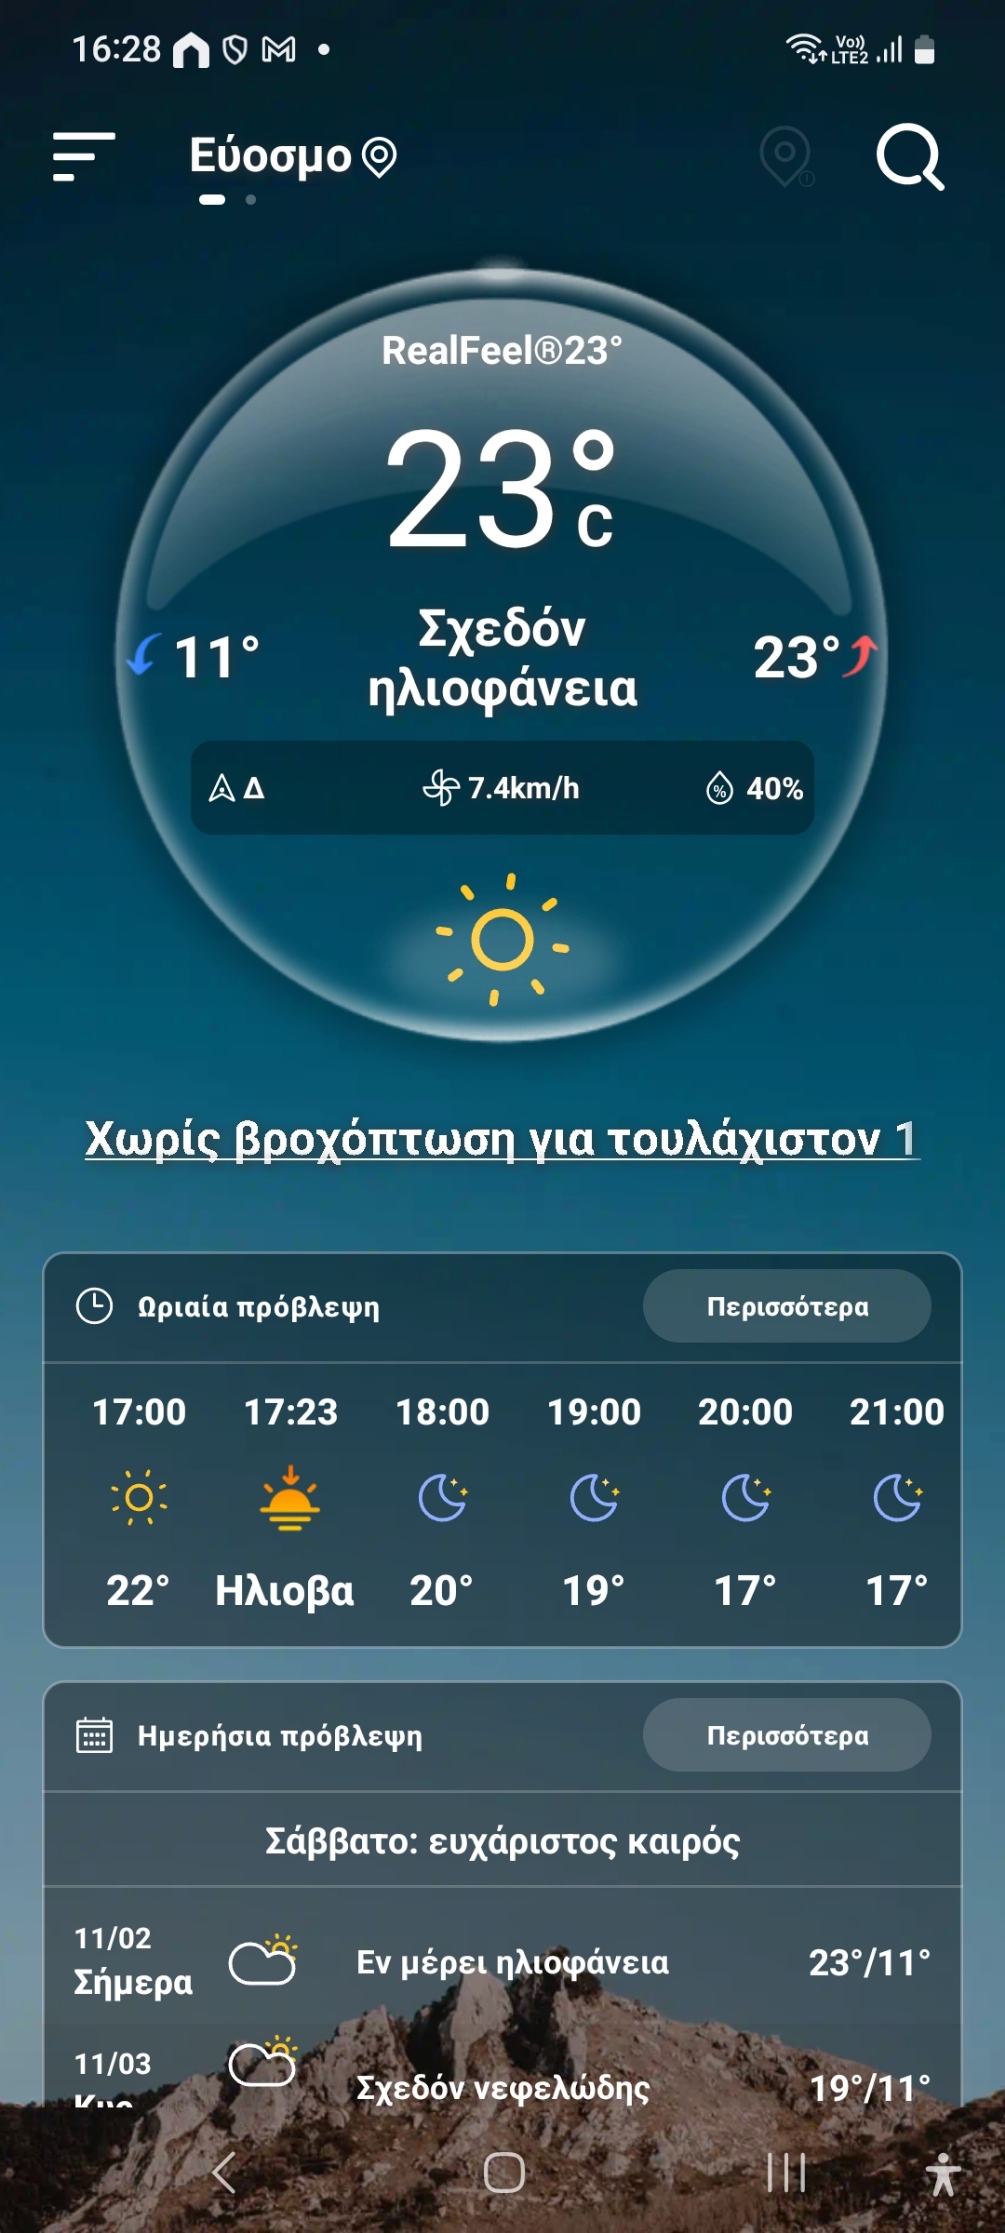 16:28
Vo)) LTE2
Εύοσμο
RealFeel®23°
23°c
Σχεδόν
ηλιοφάνεια
11°
23°
Δ 7.4km/h % 40%
Χωρίς βροχόπτωση για τουλάχιστον 1
Ωριαία πρόβλεψη Περισσότερα
17:00 17:23 18:00 19:00 20:00 21:00
22° Ηλιοβα 20° 19° 17° 17°
Ημερήσια πρόβλεψη Περισσότερα
Σάββατο: ευχάριστος καιρός
11/02
Σήμερα
Εν μέρει ηλιοφάνεια 23°/11°
11/03
Σχεδόν νεφελώδης 19°/11°